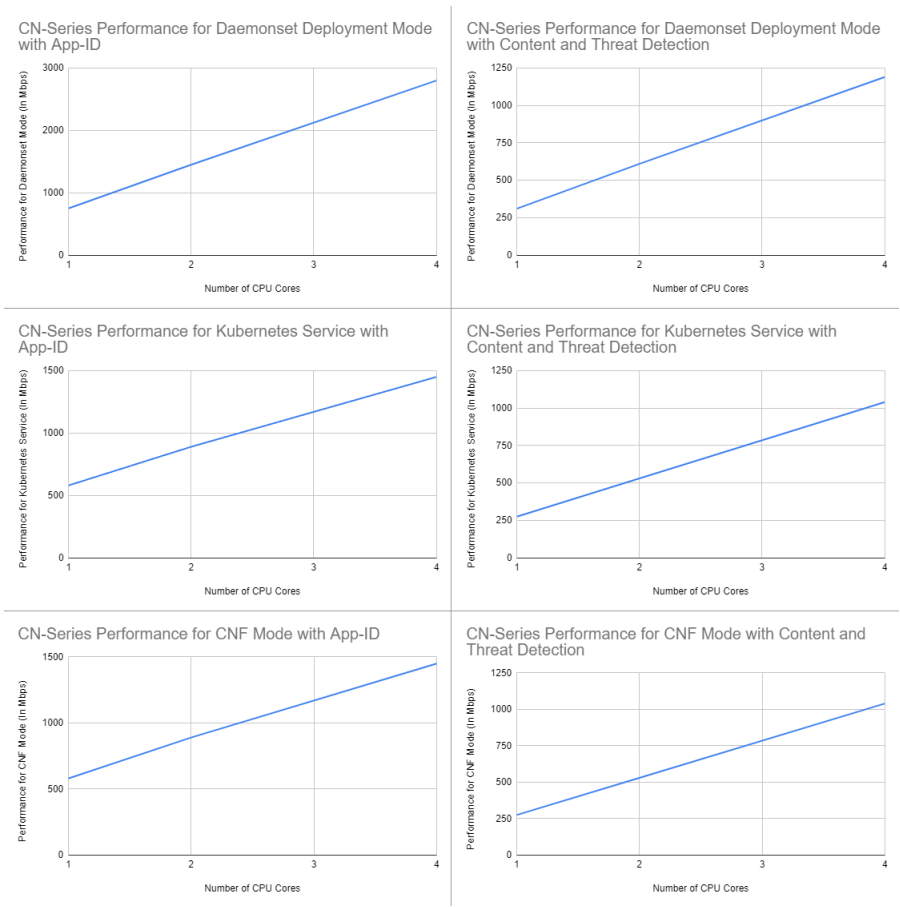 CN-Series Performance for Daemonset Deployment Mode
with App-ID
Performance for Daemonset Mode (In Mbps)
3000
2000
1000
0
1
2
3
4
Number of CPU Cores
CN-Series Performance for Daemonset Deployment Mode
with Content and Threat Detection
Performance for Daemonset Mode (In Mbps)
1250
1000
750
500
250
0
1
2
3
4
Number of CPU Cores
CN-Series Performance for Kubernetes Service with
App-ID
Performance for Kubernetes Service (In Mbps)
1500
1000
500
0
1
2
3
4
Number of CPU Cores
CN-Series Performance for Kubernetes Service with
Content and Threat Detection
Performance for Kubernetes Service (In Mbps)
1250
1000
750
500
250
0
1
2
3
4
Number of CPU Cores
CN-Series Performance for CNF Mode with App-ID
Performance for CNF Mode (In Mbps)
1500
1000
500
0
1
2
3
4
Number of CPU Cores
CN-Series Performance for CNF Mode with Content and
Threat Detection
Performance for CNF Mode (In Mbps)
1250
1000
750
500
250
0
1
2
3
4
Number of CPU Cores